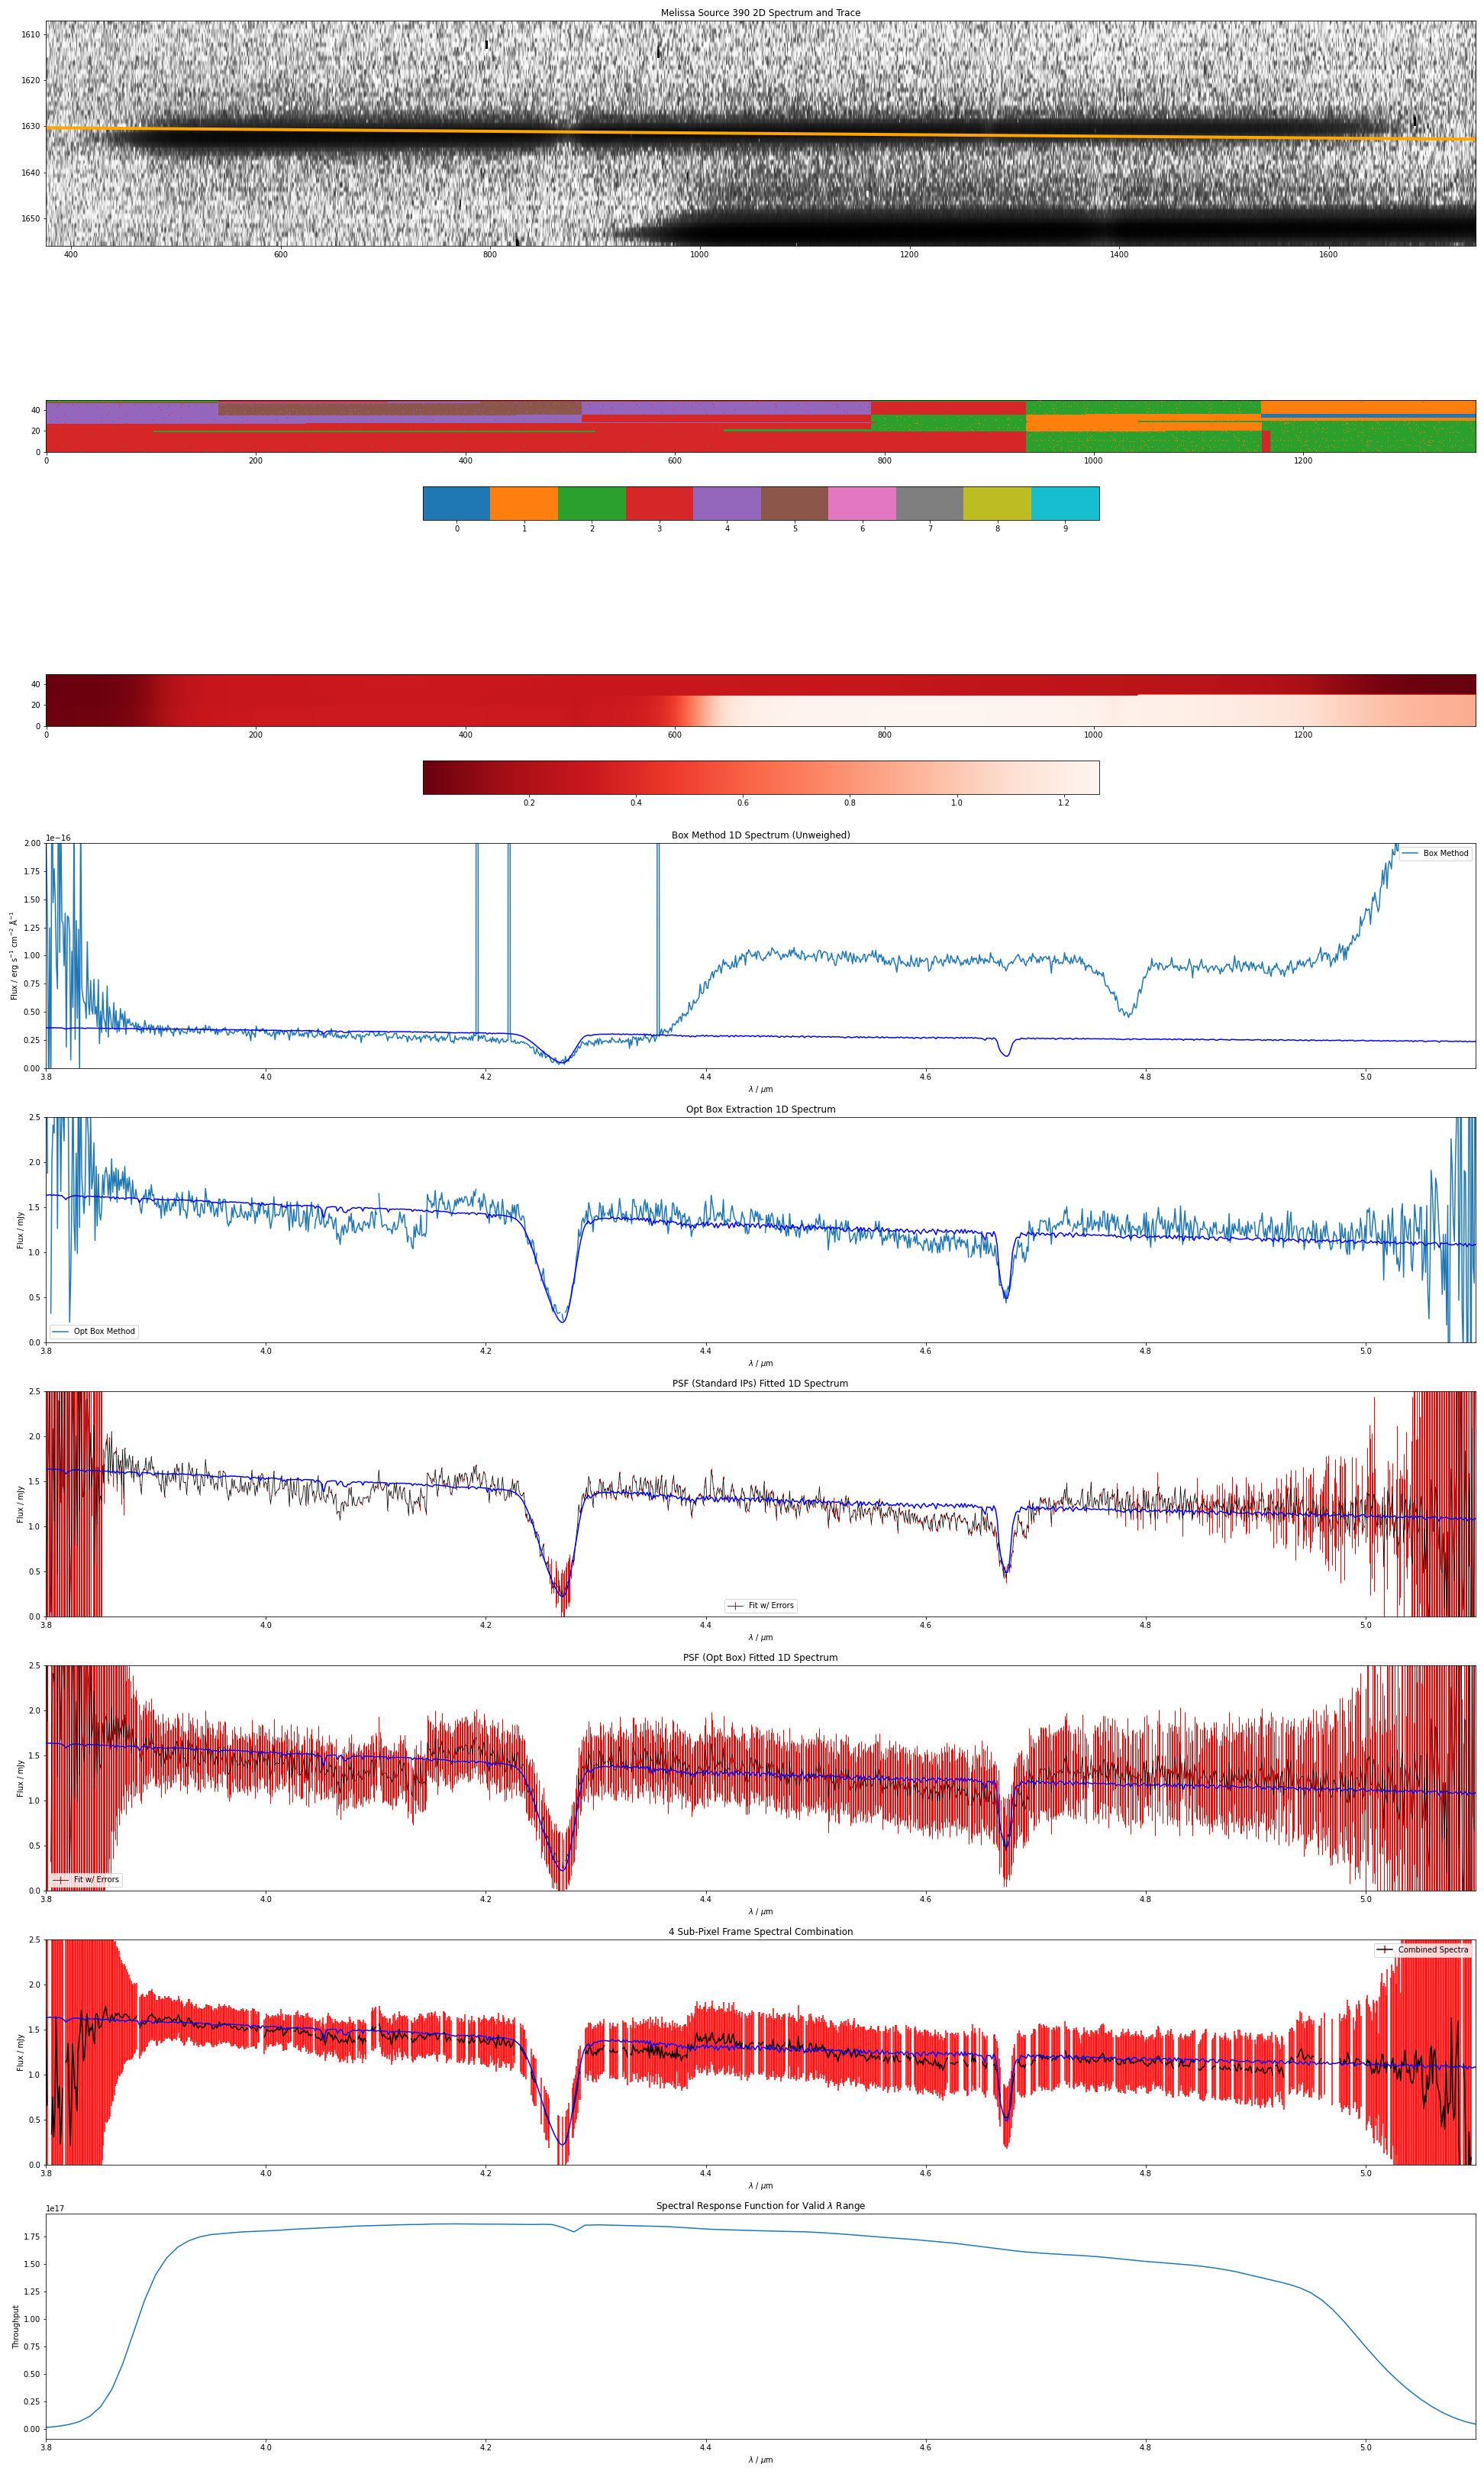 Melissa Source 390 2D Spectrum and Trace
1610
1620
1630
1640
1650
400 600 800 1000 1200 1400 1600
40
20
0
0 200 400 600 800 1000 1200
0 1 2 3 4 5 6 7 8 9
40
20
0
0 200 400 600 800 1000 1200
0.2 0.4 0.6 0.8 1.0 1.2
Box Method 1D Spectrum (Unweighed)
1e−16
Box Method
2.00
1.75
1.50
1.25
1.00
0.75
0.50
0.25
0.00
Flux / erg s⁻¹ cm⁻² Å⁻¹
3.8 4.0 4.2 4.4 4.6 4.8 5.0
λ / μm
Opt Box Extraction 1D Spectrum
2.5
2.0
1.5
1.0
0.5
0.0
Flux / mJy
Opt Box Method
3.8 4.0 4.2 4.4 4.6 4.8 5.0
λ / μm
PSF (Standard IPs) Fitted 1D Spectrum
2.5
2.0
1.5
1.0
0.5
0.0
Flux / mJy
Fit w/ Errors
3.8 4.0 4.2 4.4 4.6 4.8 5.0
λ / μm
PSF (Opt Box) Fitted 1D Spectrum
2.5
2.0
1.5
1.0
0.5
0.0
Flux / mJy
Fit w/ Errors
3.8 4.0 4.2 4.4 4.6 4.8 5.0
λ / μm
4 Sub-Pixel Frame Spectral Combination
Combined Spectra
2.5
2.0
1.5
1.0
0.5
0.0
Flux / mJy
3.8 4.0 4.2 4.4 4.6 4.8 5.0
λ / μm
Spectral Response Function for Valid λ Range
1e17
1.75
1.50
1.25
1.00
0.75
0.50
0.25
0.00
Throughput
3.8 4.0 4.2 4.4 4.6 4.8 5.0
λ / μm